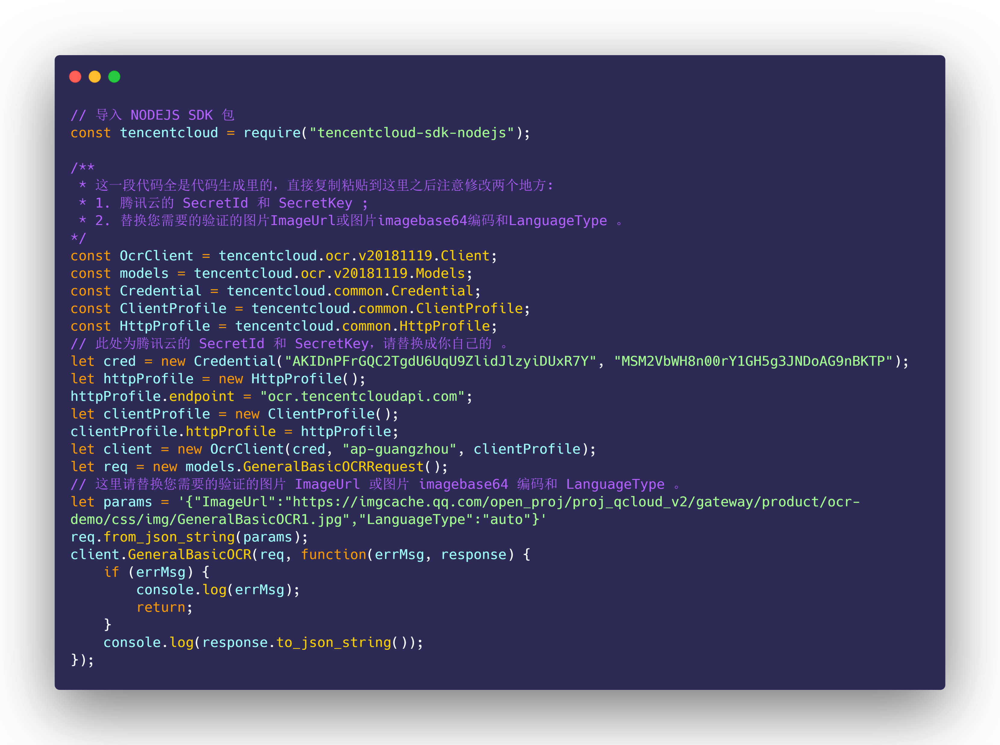 // 导入 NODEJS SDK 包
const tencentcloud = require("tencentcloud-sdk-nodejs");
/**
 * 这一段代码全是代码生成里的，直接复制粘贴到这里之后注意修改两个地方：
 * 1. 腾讯云的 SecretId 和 SecretKey ；
 * 2. 替换您需要的验证的图片ImageUrl或图片imagebase64编码和LanguageType 。
*/
const OcrClient = tencentcloud.ocr.v20181119.Client;
const models = tencentcloud.ocr.v20181119.Models;
const Credential = tencentcloud.common.Credential;
const ClientProfile = tencentcloud.common.ClientProfile;
const HttpProfile = tencentcloud.common.HttpProfile;
// 此处为腾讯云的 SecretId 和 SecretKey，请替换成你自己的 。
let cred = new Credential("AKIDnPFrGQC2TgdU6UqU9ZlidJlzyiDUxR7Y", "MSM2VbWH8n00rY1GH5g3JNDoAG9nBKTP");
let httpProfile = new HttpProfile();
httpProfile.endpoint = "ocr.tencentcloudapi.com";
let clientProfile = new ClientProfile();
clientProfile.httpProfile = httpProfile;
let client = new OcrClient(cred, "ap-guangzhou", clientProfile);
let req = new models.GeneralBasicOCRRequest();
// 这里请替换您需要的验证的图片 ImageUrl 或图片 imagebase64 编码和 LanguageType 。
let params = '{"ImageUrl":"https://imgcache.qq.com/open_proj/proj_qcloud_v2/gateway/product/ocr-
demo/css/img/GeneralBasicOCR1.jpg","LanguageType":"auto"}'
req.from_json_string(params);
client.GeneralBasicOCR(req, function(errMsg, response) {
    if (errMsg) {
        console.log(errMsg);
        return;
    }
    console.log(response.to_json_string());
});